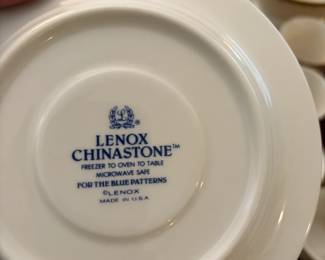 L
®
LENOX
CHINASTONE™
FREEZER TO OVEN TO TABLE
MICROWAVE SAFE
FOR THE BLUE PATTERNS
©LENOX
MADE IN U.S.A.